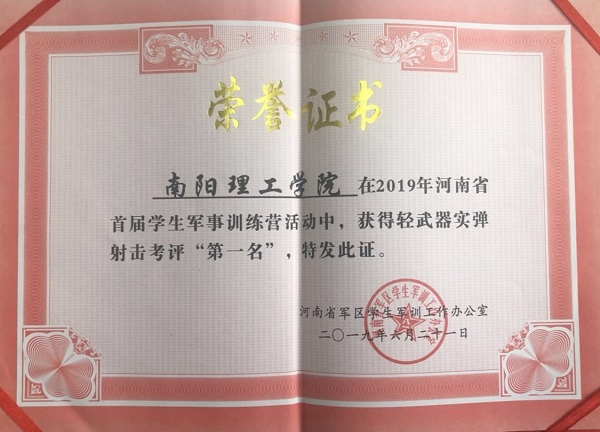 荣誉证书
南阳理工学院 在2019年河南省
首届学生军事训练营活动中，获得轻武器实弹
射击考评“第一名”，特发此证。
河南省军区学生军训工作办公室
二〇一九年六月二十一日